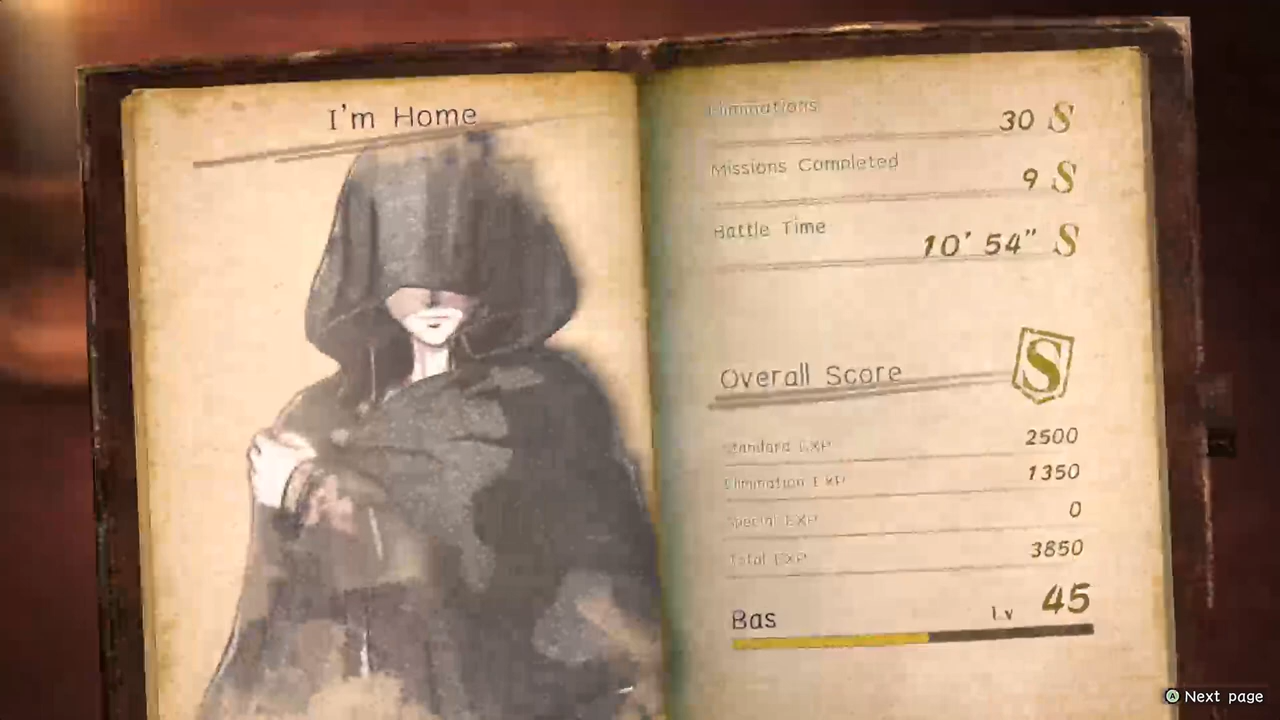 I'm Home
Eliminations
30 S
Missions Completed
9 S
Battle Time
10' 54" S
Overall Score S
Standard EXP 2500
Elimination EXP 1350
Special EXP 0
Total EXP 3850
Bas Lv 45
A Next page